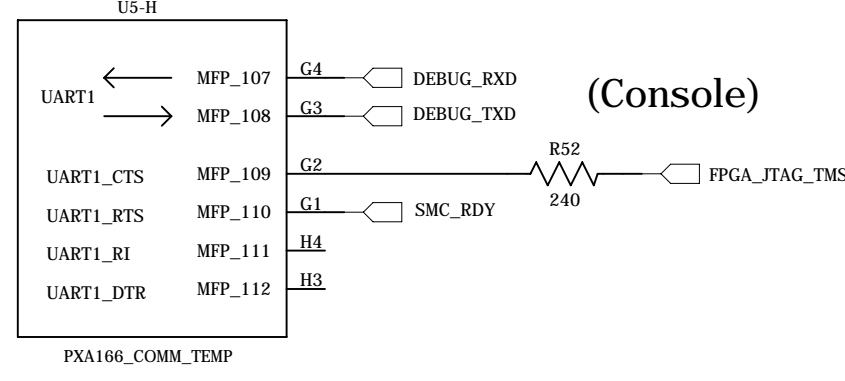 U5-H
MFP_107 G4 DEBUG_RXD
UART1
(Console)
MFP_108 G3 DEBUG_TXD
R52
UART1_CTS MFP_109 G2 FPGA_JTAG_TMS
240
UART1_RTS MFP_110 G1 SMC_RDY
UART1_RI MFP_111 H4
UART1_DTR MFP_112 H3
PXA166_COMM_TEMP